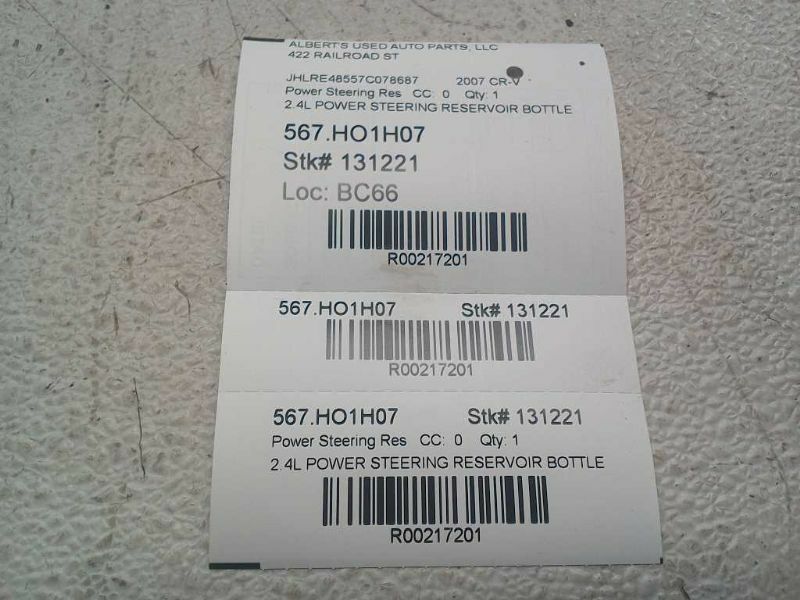 ALBERT'S USED AUTO PARTS, LLC
422 RAILROAD ST
JHLRE48557C078687 2007 CR-V
Power Steering Res CC: 0 Qty: 1
2.4L POWER STEERING RESERVOIR BOTTLE
567.HO1H07
Stk# 131221
Loc: BC66
R00217201
567.HO1H07 Stk# 131221
R00217201
567.HO1H07 Stk# 131221
Power Steering Res CC: 0 Qty: 1
2.4L POWER STEERING RESERVOIR BOTTLE
R00217201